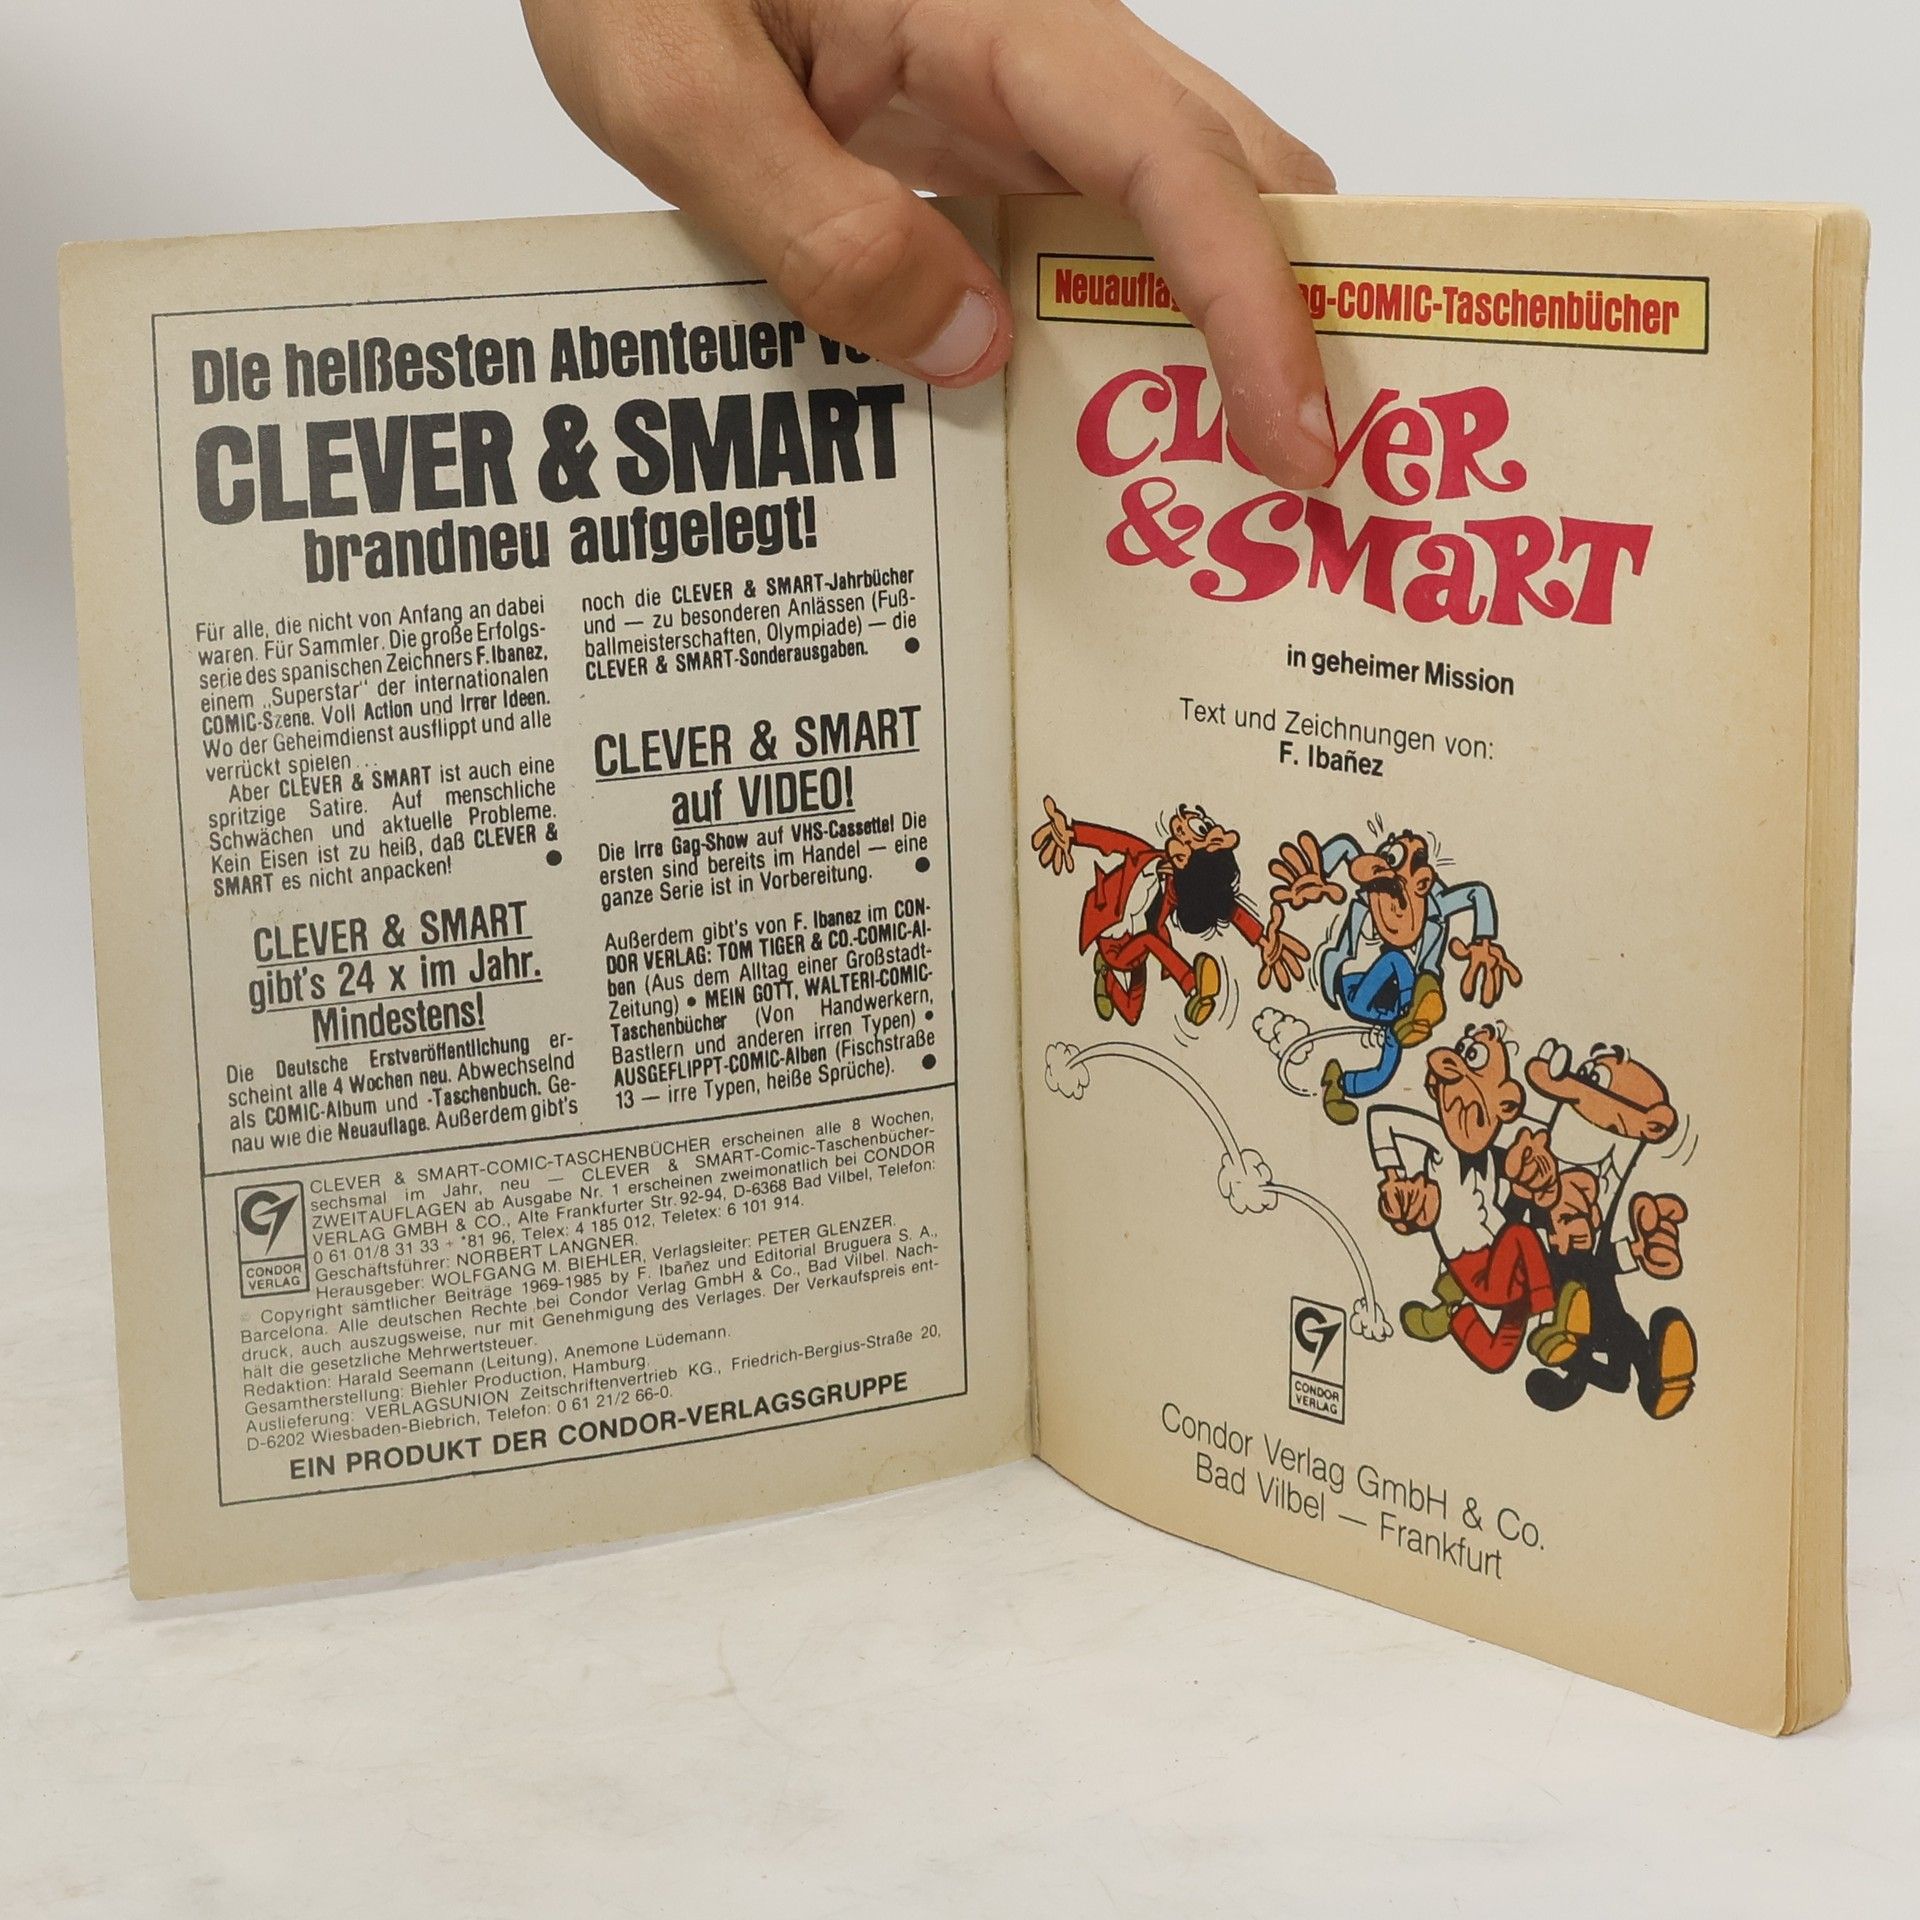 Die heißesten Abenteuer
CLEVER & SMART
brandneu aufgelegt!
Für alle, die nicht von Anfang an dabei
waren. Für Sammler. Die große Erfolgs-
serie des spanischen Zeichners F. Ibanez,
einem „Superstar" der internationalen
COMIC-Szene. Voll Action und Irrer Ideen.
Wo der Geheimdienst ausflippt und alle
verrückt spielen ...
Aber CLEVER & SMART ist auch eine
spritzige Satire. Auf menschliche
Schwächen und aktuelle Probleme.
Kein Eisen ist zu heiß, daß CLEVER &
SMART es nicht anpacken! ●
CLEVER & SMART
gibt's 24 x im Jahr.
Mindestens!
Die Deutsche Erstveröffentlichung er-
scheint alle 4 Wochen neu. Abwechselnd
als COMIC-Album und -Taschenbuch. Ge-
nau wie die Neuauflage. Außerdem gibt's
noch die CLEVER & SMART-Jahrbücher
und — zu besonderen Anlässen (Fuß-
ballmeisterschaften, Olympiade) — die
CLEVER & SMART-Sonderausgaben. ●
CLEVER & SMART
auf VIDEO!
Die Irre Gag-Show auf VHS-Cassette! Die
ersten sind bereits im Handel — eine
ganze Serie ist in Vorbereitung. ●
Außerdem gibt's von F. Ibanez im CON-
DOR VERLAG: TOM TIGER & CO.-COMIC-Al-
ben (Aus dem Alltag einer Großstadt-
Zeitung) ● MEIN GOTT, WALTER!-COMIC-
Taschenbücher (Von Handwerkern,
Bastlern und anderen irren Typen) ●
AUSGEFLIPPT-COMIC-Alben (Fischstraße
13 — irre Typen, heiße Sprüche). ●
CONDOR
VERLAG
CLEVER & SMART-COMIC-TASCHENBÜCHER erscheinen alle 8 Wochen,
sechsmal im Jahr, neu — CLEVER & SMART-Comic-Taschenbücher-
ZWEITAUFLAGEN ab Ausgabe Nr. 1 erscheinen zweimonatlich bei CONDOR
VERLAG GMBH & CO., Alte Frankfurter Str. 92-94, D-6368 Bad Vilbel, Telefon:
0 61 01/8 31 33 + *81 96, Telex: 4 185 012, Teletex: 6 101 914.
Geschäftsführer: NORBERT LANGNER.
Herausgeber: WOLFGANG M. BIEHLER, Verlagsleiter: PETER GLENZER.
© Copyright sämtlicher Beiträge 1969-1985 by F. Ibañez und Editorial Bruguera S. A.,
Barcelona. Alle deutschen Rechte bei Condor Verlag GmbH & Co., Bad Vilbel. Nach-
druck, auch auszugsweise, nur mit Genehmigung des Verlages. Der Verkaufspreis ent-
hält die gesetzliche Mehrwertsteuer.
Redaktion: Harald Seemann (Leitung), Anemone Lüdemann.
Gesamtherstellung: Biehler Production, Hamburg.
Auslieferung: VERLAGSUNION Zeitschriftenvertrieb KG., Friedrich-Bergius-Straße 20,
D-6202 Wiesbaden-Biebrich, Telefon: 0 61 21/2 66-0.
EIN PRODUKT DER CONDOR-VERLAGSGRUPPE
-COMIC-Taschenbücher
CLEVER
& SMART
in geheimer Mission
Text und Zeichnungen von:
F. Ibañez
CONDOR
VERLAG
Condor Verlag GmbH & Co.
Bad Vilbel — Frankfurt